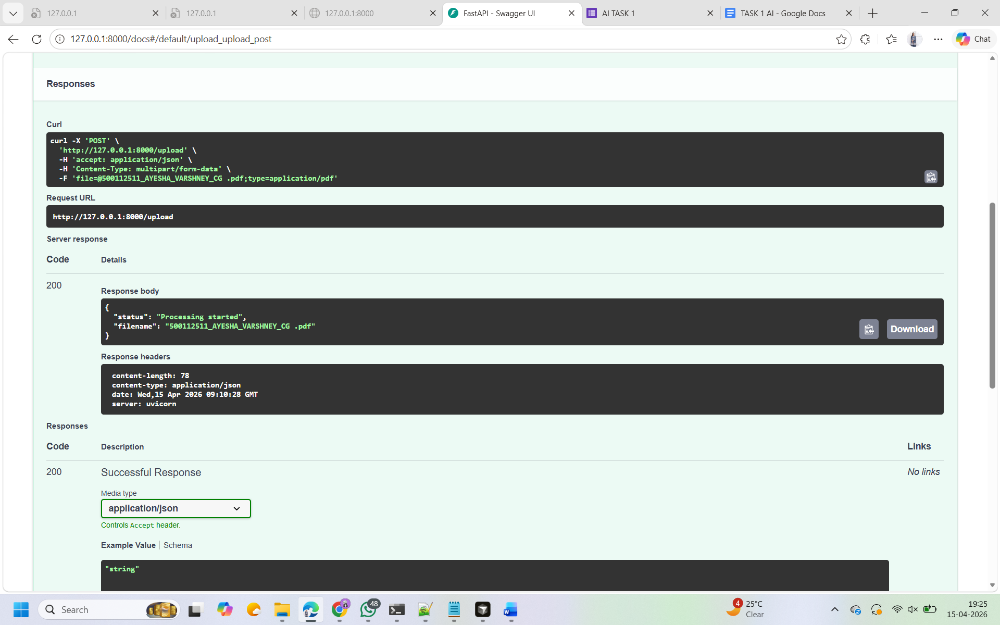 127.0.0.1
127.0.0.1
127.0.0.1:8000
FastAPI - Swagger UI
AI TASK 1
TASK 1 AI - Google Docs
127.0.0.1:8000/docs#/default/upload_upload_post
Chat
Responses
Curl
curl -X 'POST' \
'http://127.0.0.1:8000/upload' \
-H 'accept: application/json' \
-H 'Content-Type: multipart/form-data' \
-F 'file=@500112511_AYESHA_VARSHNEY_CG .pdf;type=application/pdf'
Request URL
http://127.0.0.1:8000/upload
Server response
Code Details
200
Response body
{
"status": "Processing started",
"filename": "500112511_AYESHA_VARSHNEY_CG .pdf"
}
Download
Response headers
content-length: 78
content-type: application/json
date: Wed,15 Apr 2026 09:10:28 GMT
server: uvicorn
Responses
Code Description Links
200 Successful Response No links
Media type
application/json
Controls Accept header.
Example Value | Schema
"string"
Search
48
4
25°C
Clear
19:25
15-04-2026